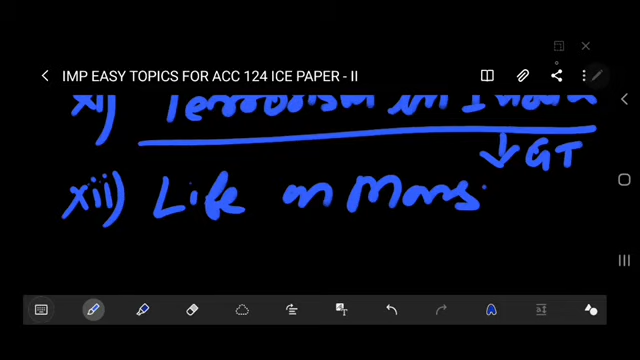 IMP EASY TOPICS FOR ACC 124 ICE PAPER - II
xi) Terrorism in India
↓ GT
xii) Life on Mars